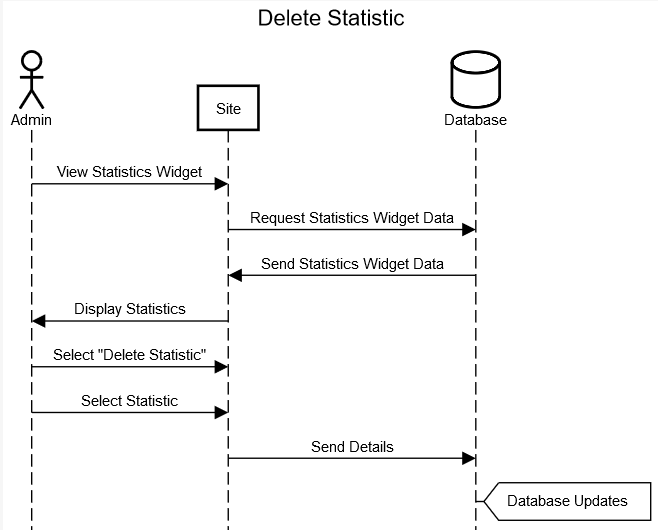 Delete Statistic
Admin
Site
Database
View Statistics Widget
Request Statistics Widget Data
Send Statistics Widget Data
Display Statistics
Select "Delete Statistic"
Select Statistic
Send Details
Database Updates